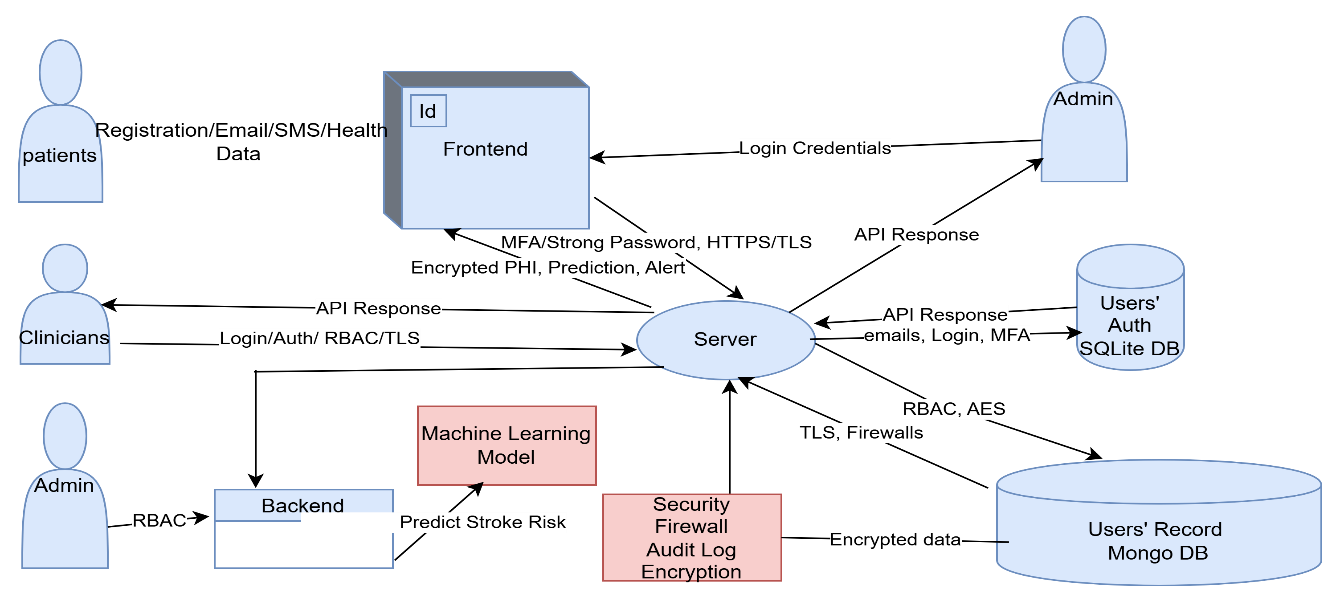 Id
Frontend
patients
Registration/Email/SMS/Health
Data
Admin
Login Credentials
MFA/Strong Password, HTTPS/TLS
Encrypted PHI, Prediction, Alert
API Response
Clinicians
API Response
Login/Auth/ RBAC/TLS
Server
API Response
emails, Login, MFA
Users'
Auth
SQLite DB
RBAC, AES
TLS, Firewalls
Admin
RBAC
Backend
Machine Learning
Model
Predict Stroke Risk
Security
Firewall
Audit Log
Encryption
Encrypted data
Users' Record
Mongo DB